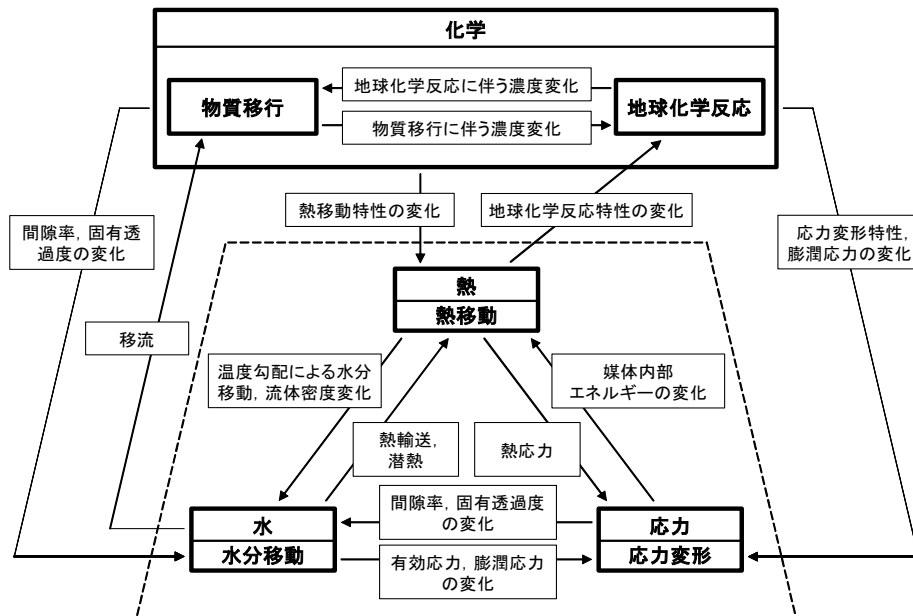 化学
物質移行
地球化学反応に伴う濃度変化
地球化学反応
物質移行に伴う濃度変化
熱移動特性の変化
地球化学反応特性の変化
間隙率, 固有透
過度の変化
応力変形特性,
膨潤応力の変化
熱
熱移動
移流
温度勾配による水分
移動, 流体密度変化
媒体内部
エネルギーの変化
熱輸送,
潜熱
熱応力
間隙率, 固有透過度
の変化
水
水分移動
応力
応力変形
有効応力, 膨潤応力
の変化